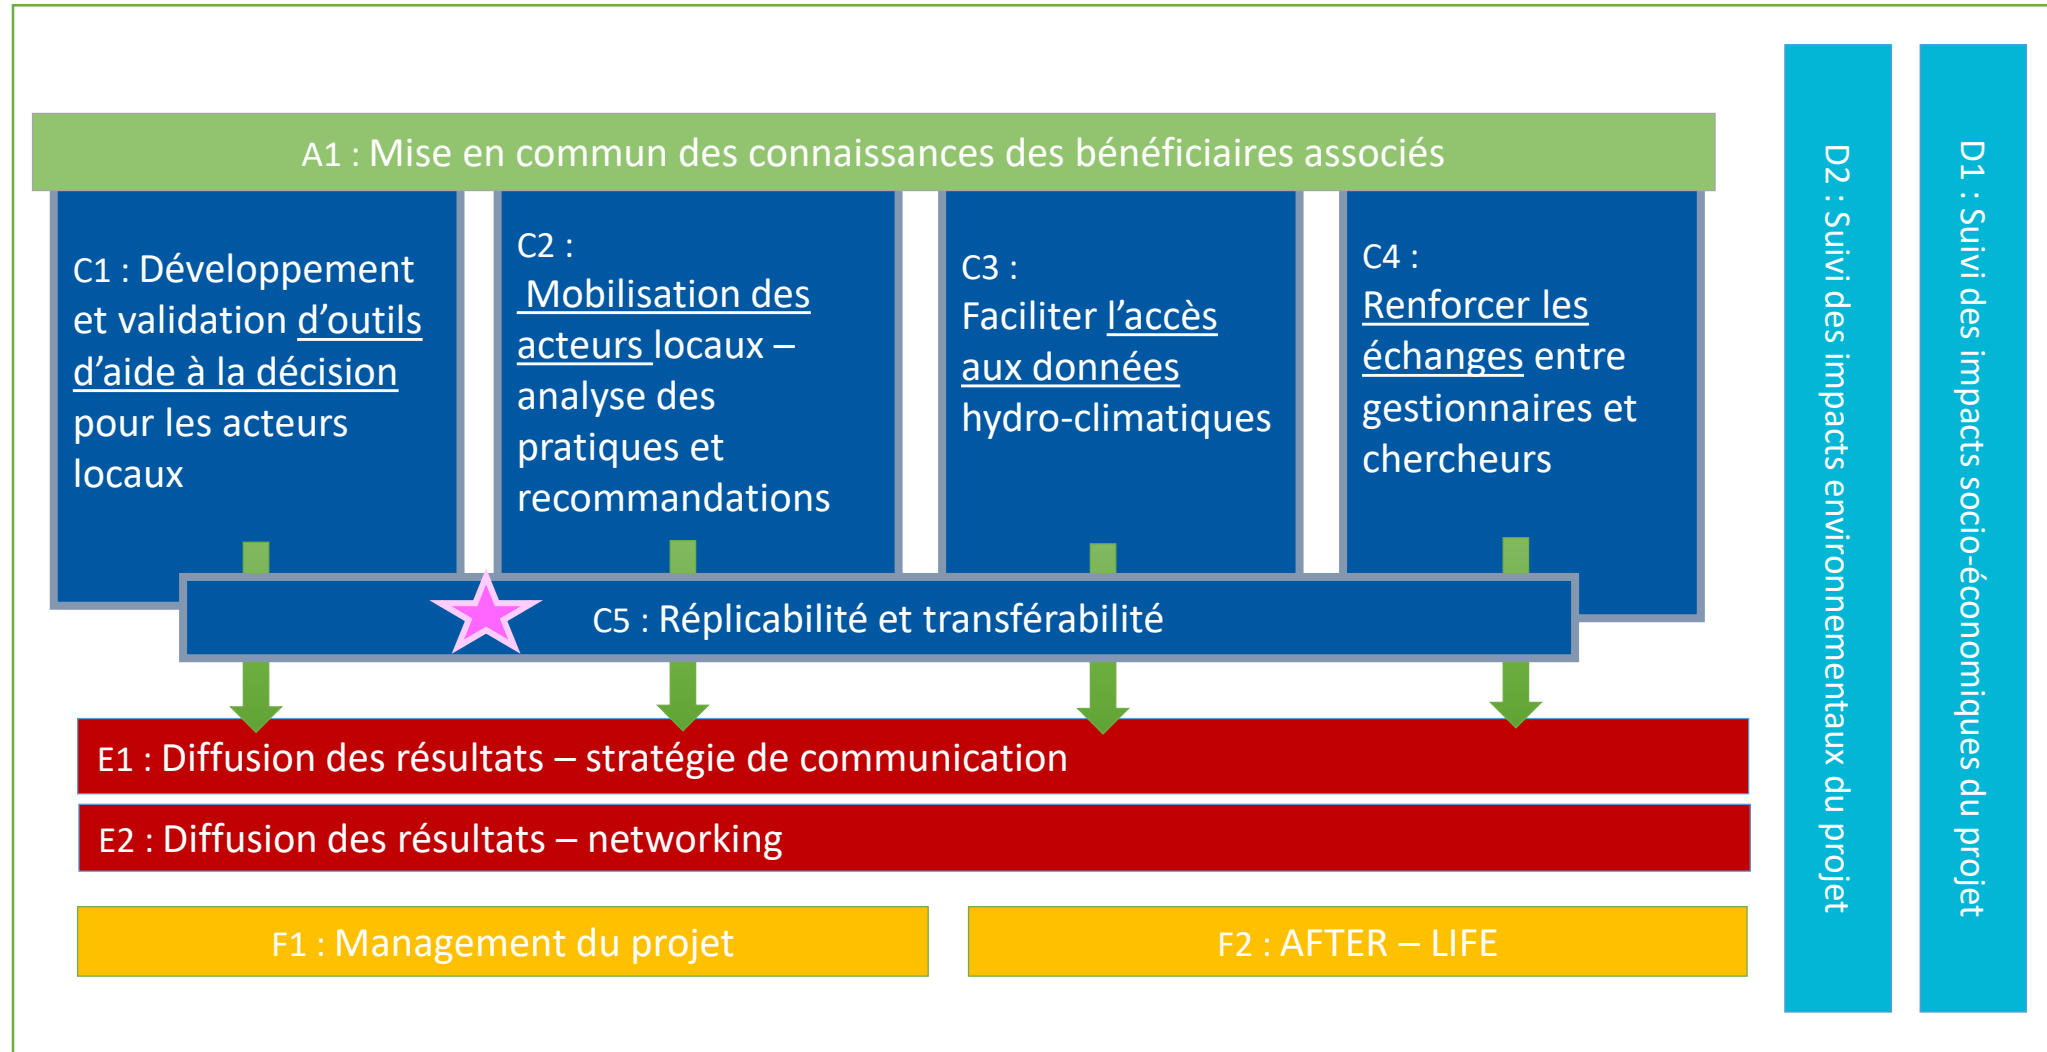 A1 : Mise en commun des connaissances des bénéficiaires associés
C1 : Développement
et validation d’outils
d’aide à la décision
pour les acteurs
locaux
C2 :
Mobilisation des
acteurs locaux –
analyse des
pratiques et
recommandations
C3 :
Faciliter l’accès
aux données
hydro-climatiques
C4 :
Renforcer les
échanges entre
gestionnaires et
chercheurs
C5 : Réplicabilité et transférabilité
E1 : Diffusion des résultats – stratégie de communication
E2 : Diffusion des résultats – networking
F1 : Management du projet
F2 : AFTER – LIFE
D2 : Suivi des impacts environnementaux du projet
D1 : Suivi des impacts socio-économiques du projet